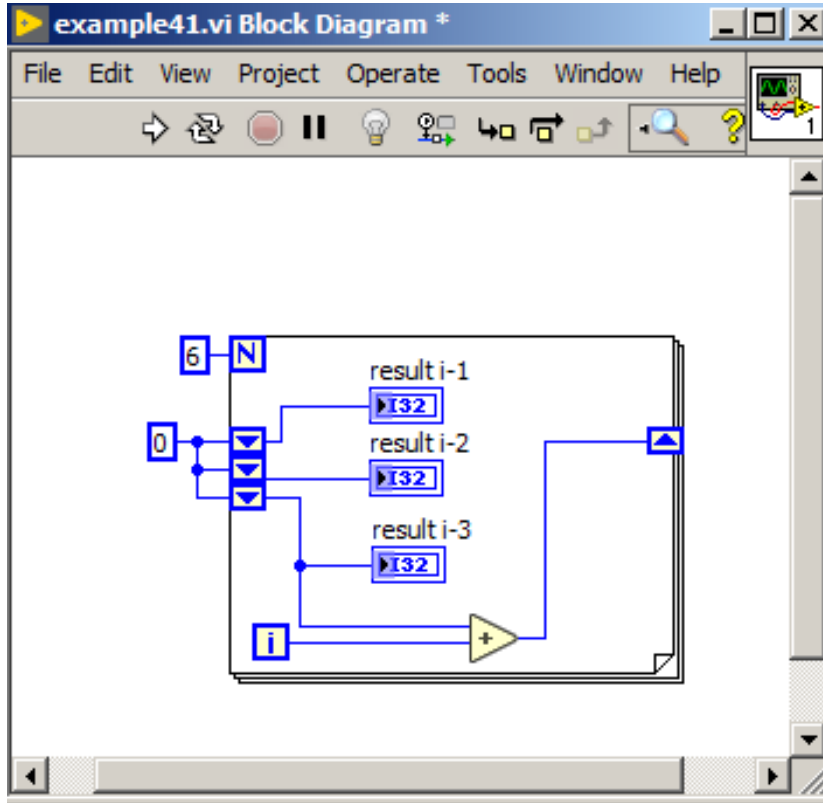 example41.vi Block Diagram *
File Edit View Project Operate Tools Window Help
1
6 N
result i-1
I32
0
result i-2
I32
result i-3
I32
i
+